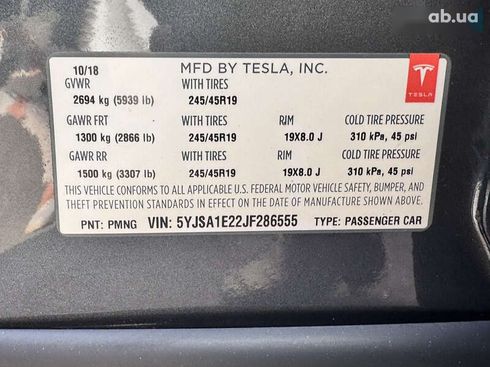 ab.ua
10/18 MFD BY TESLA, INC.
GVWR WITH TIRES
TESLA
2694 kg (5939 lb) 245/45R19
GAWR FRT WITH TIRES RIM COLD TIRE PRESSURE
1300 kg (2866 lb) 245/45R19 19X8.0 J 310 kPa, 45 psi
GAWR RR WITH TIRES RIM COLD TIRE PRESSURE
1500 kg (3307 lb) 245/45R19 19X8.0 J 310 kPa, 45 psi
THIS VEHICLE CONFORMS TO ALL APPLICABLE U.S. FEDERAL MOTOR VEHICLE SAFETY, BUMPER, AND
THEFT PREVENTION STANDARDS IN EFFECT ON THE DATE OF MANUFACTURE SHOWN ABOVE.
PNT: PMNG VIN: 5YJSA1E22JF286555 TYPE: PASSENGER CAR